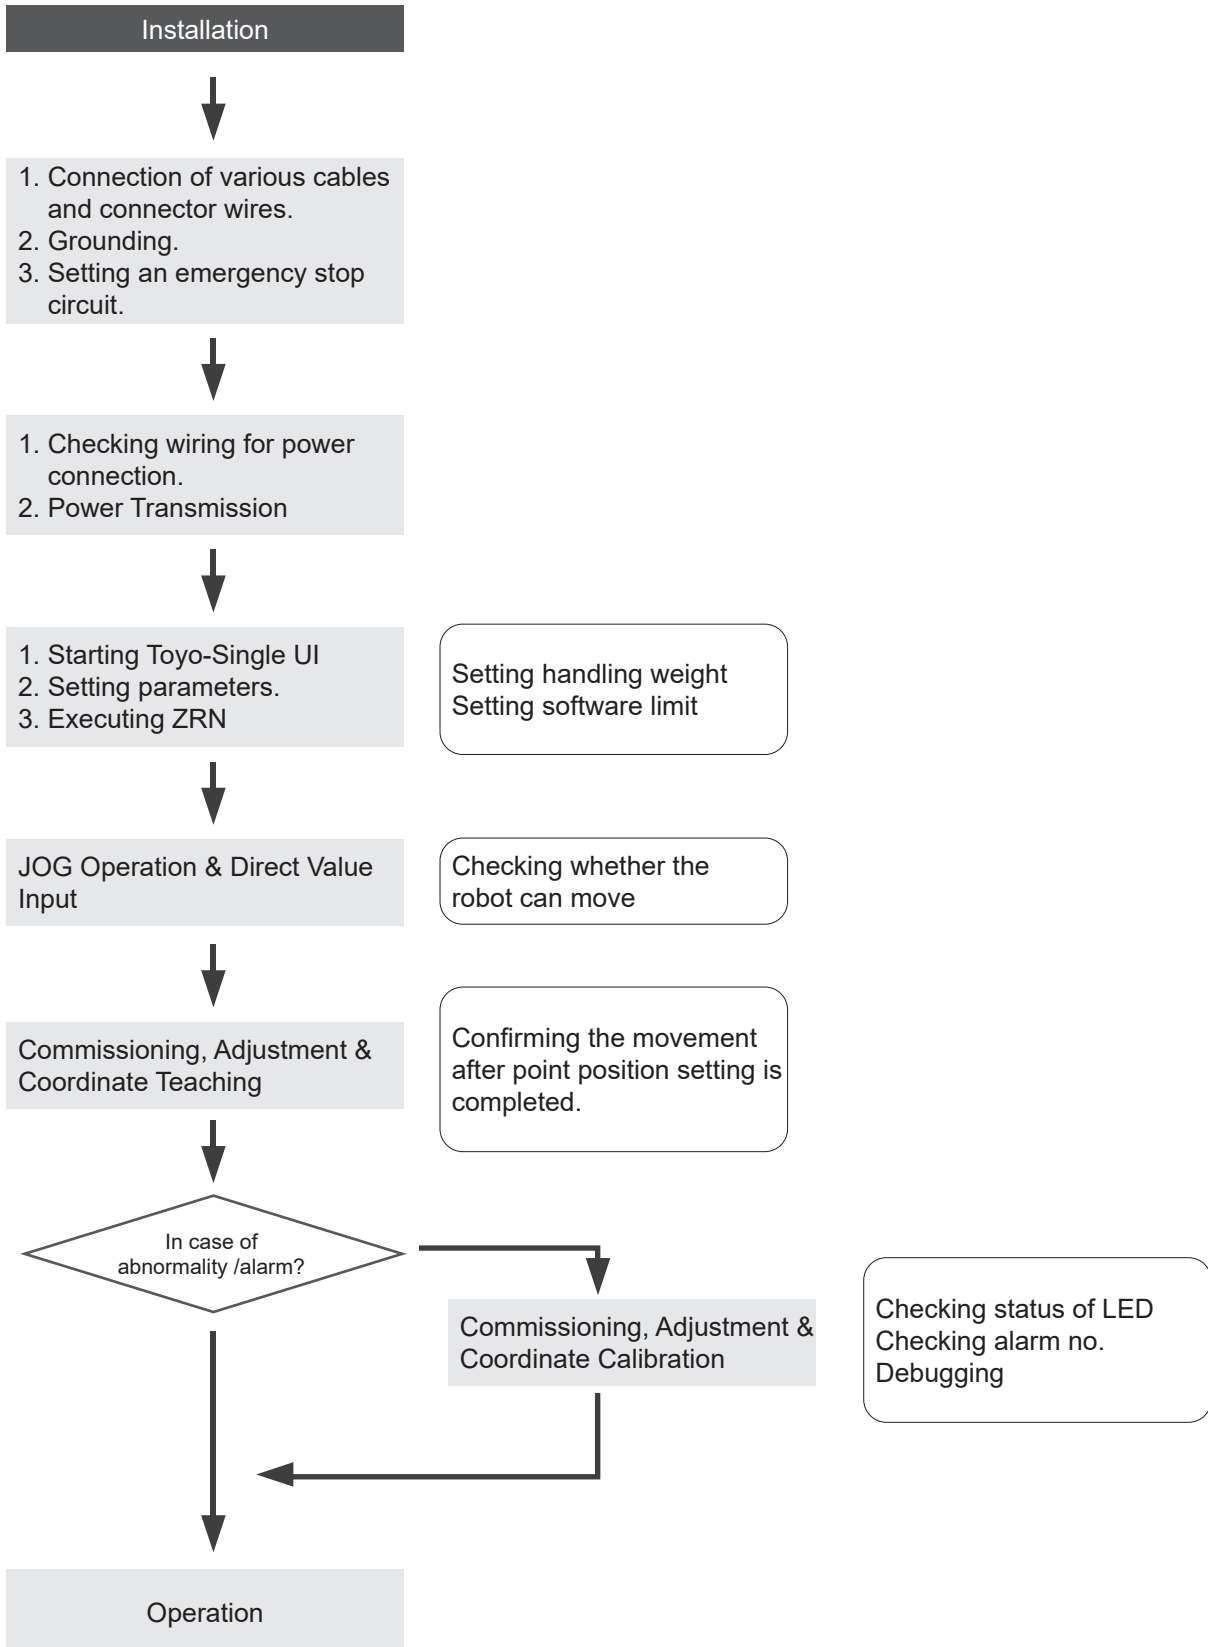 Installation
1. Connection of various cables
and connector wires.
2. Grounding.
3. Setting an emergency stop
circuit.
1. Checking wiring for power
connection.
2. Power Transmission
1. Starting Toyo-Single UI
2. Setting parameters.
3. Executing ZRN
Setting handling weight
Setting software limit
JOG Operation & Direct Value
Input
Checking whether the
robot can move
Commissioning, Adjustment &
Coordinate Teaching
Confirming the movement
after point position setting is
completed.
In case of
abnormality /alarm?
Commissioning, Adjustment &
Coordinate Calibration
Checking status of LED
Checking alarm no.
Debugging
Operation